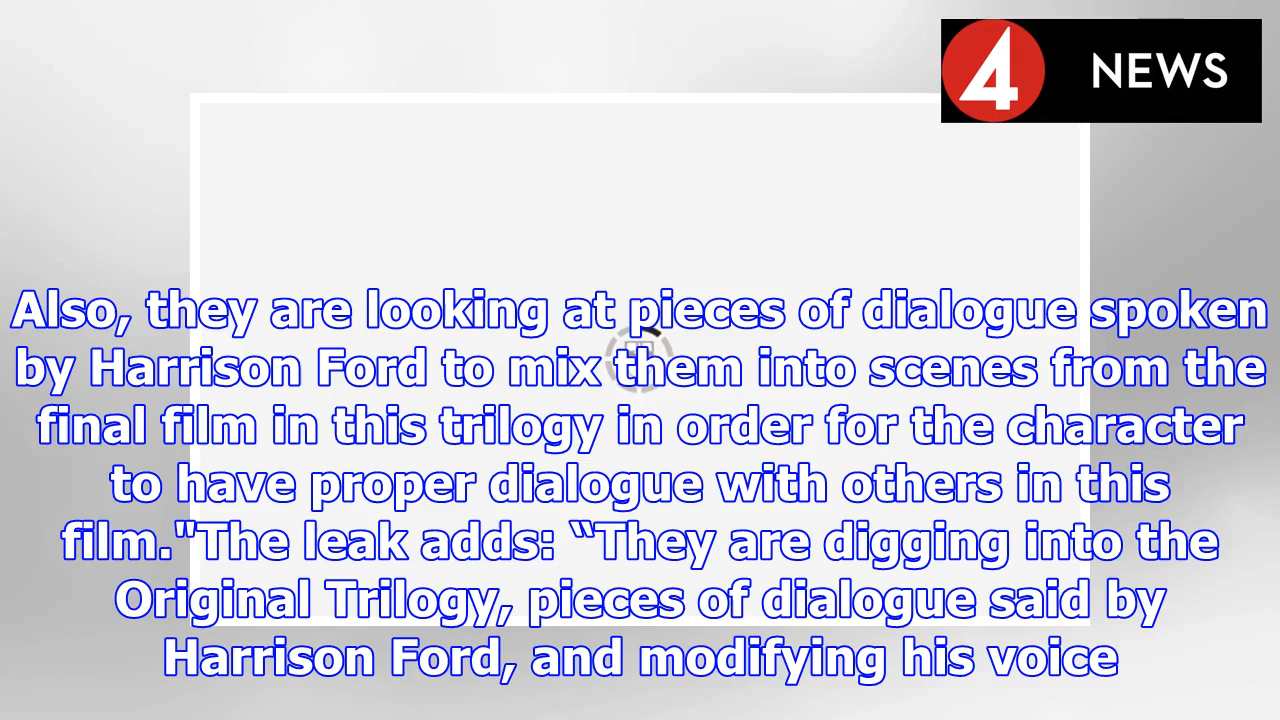 4 NEWS
Also, they are looking at pieces of dialogue spoken
by Harrison Ford to mix them into scenes from the
final film in this trilogy in order for the character
to have proper dialogue with others in this
film."The leak adds: “They are digging into the
Original Trilogy, pieces of dialogue said by
Harrison Ford, and modifying his voice